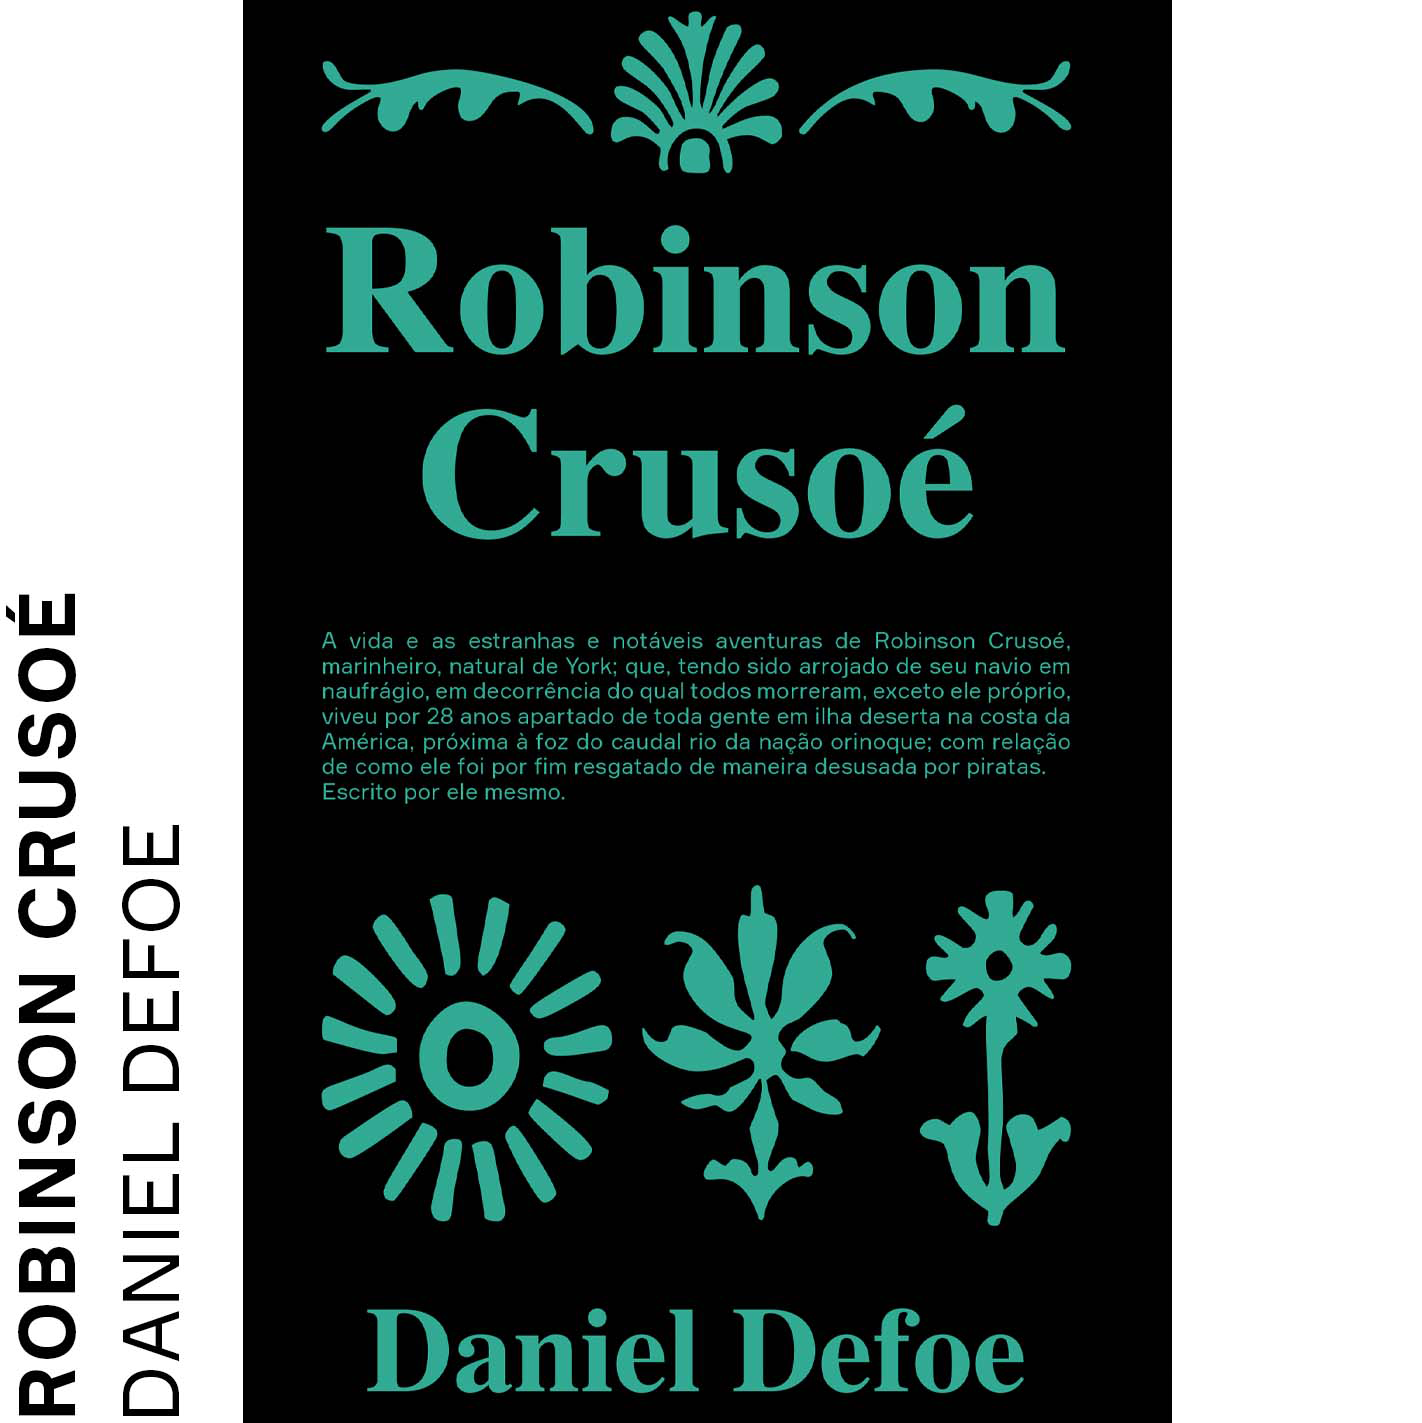 ROBINSON CRUSOÉ
DANIEL DEFOE
Robinson
Crusoé
A vida e as estranhas e notáveis aventuras de Robinson Crusoé,
marinheiro, natural de York; que, tendo sido arrojado de seu navio em
naufrágio, em decorrência do qual todos morreram, exceto ele próprio,
viveu por 28 anos apartado de toda gente em ilha deserta na costa da
América, próxima à foz do caudal rio da nação orinoque; com relação
de como ele foi por fim resgatado de maneira desusada por piratas.
Escrito por ele mesmo.
Daniel Defoe